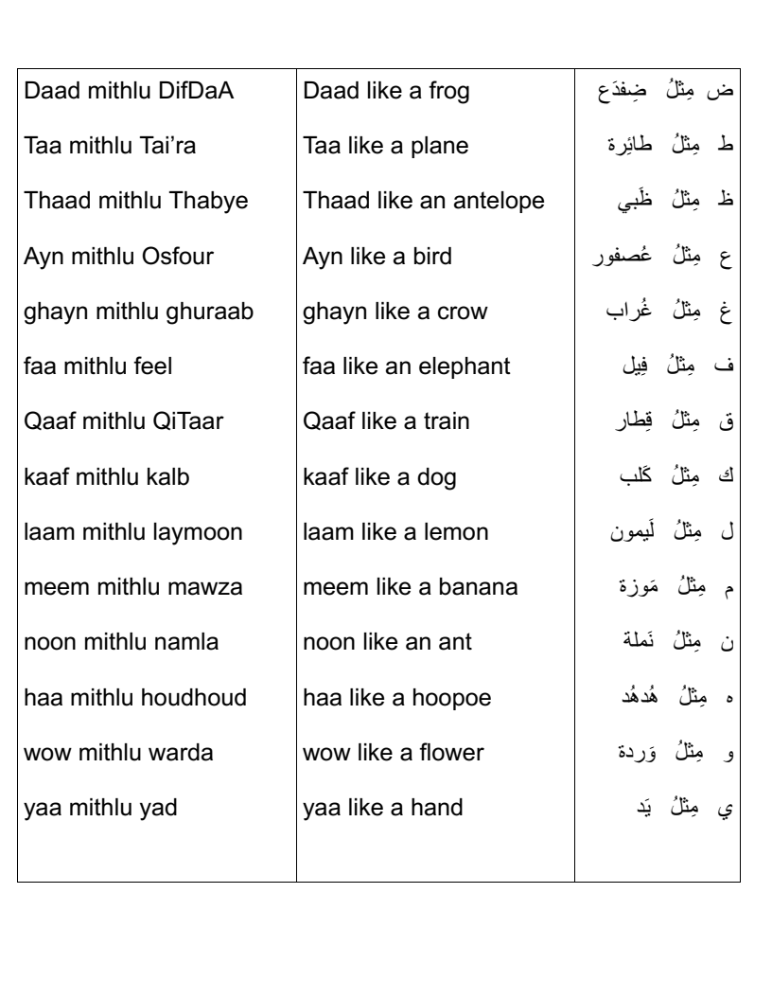 Daad mithlu DifDaA Daad like a frog ض مِثلُ ضِفدَع
Taa mithlu Tai’ra Taa like a plane ط مِثلُ طائِرة
Thaad mithlu Thabye Thaad like an antelope ظ مِثلُ ظَبي
Ayn mithlu Osfour Ayn like a bird ع مِثلُ عُصفور
ghayn mithlu ghuraab ghayn like a crow غ مِثلُ غُراب
faa mithlu feel faa like an elephant ف مِثلُ فِيل
Qaaf mithlu QiTaar Qaaf like a train ق مِثلُ قِطار
kaaf mithlu kalb kaaf like a dog ك مِثلُ كَلب
laam mithlu laymoon laam like a lemon ل مِثلُ لَيمون
meem mithlu mawza meem like a banana م مِثلُ مَوزة
noon mithlu namla noon like an ant ن مِثلُ نَملة
haa mithlu houdhoud haa like a hoopoe ه مِثلُ هُدهُد
wow mithlu warda wow like a flower و مِثلُ وَردة
yaa mithlu yad yaa like a hand ي مِثلُ يَد